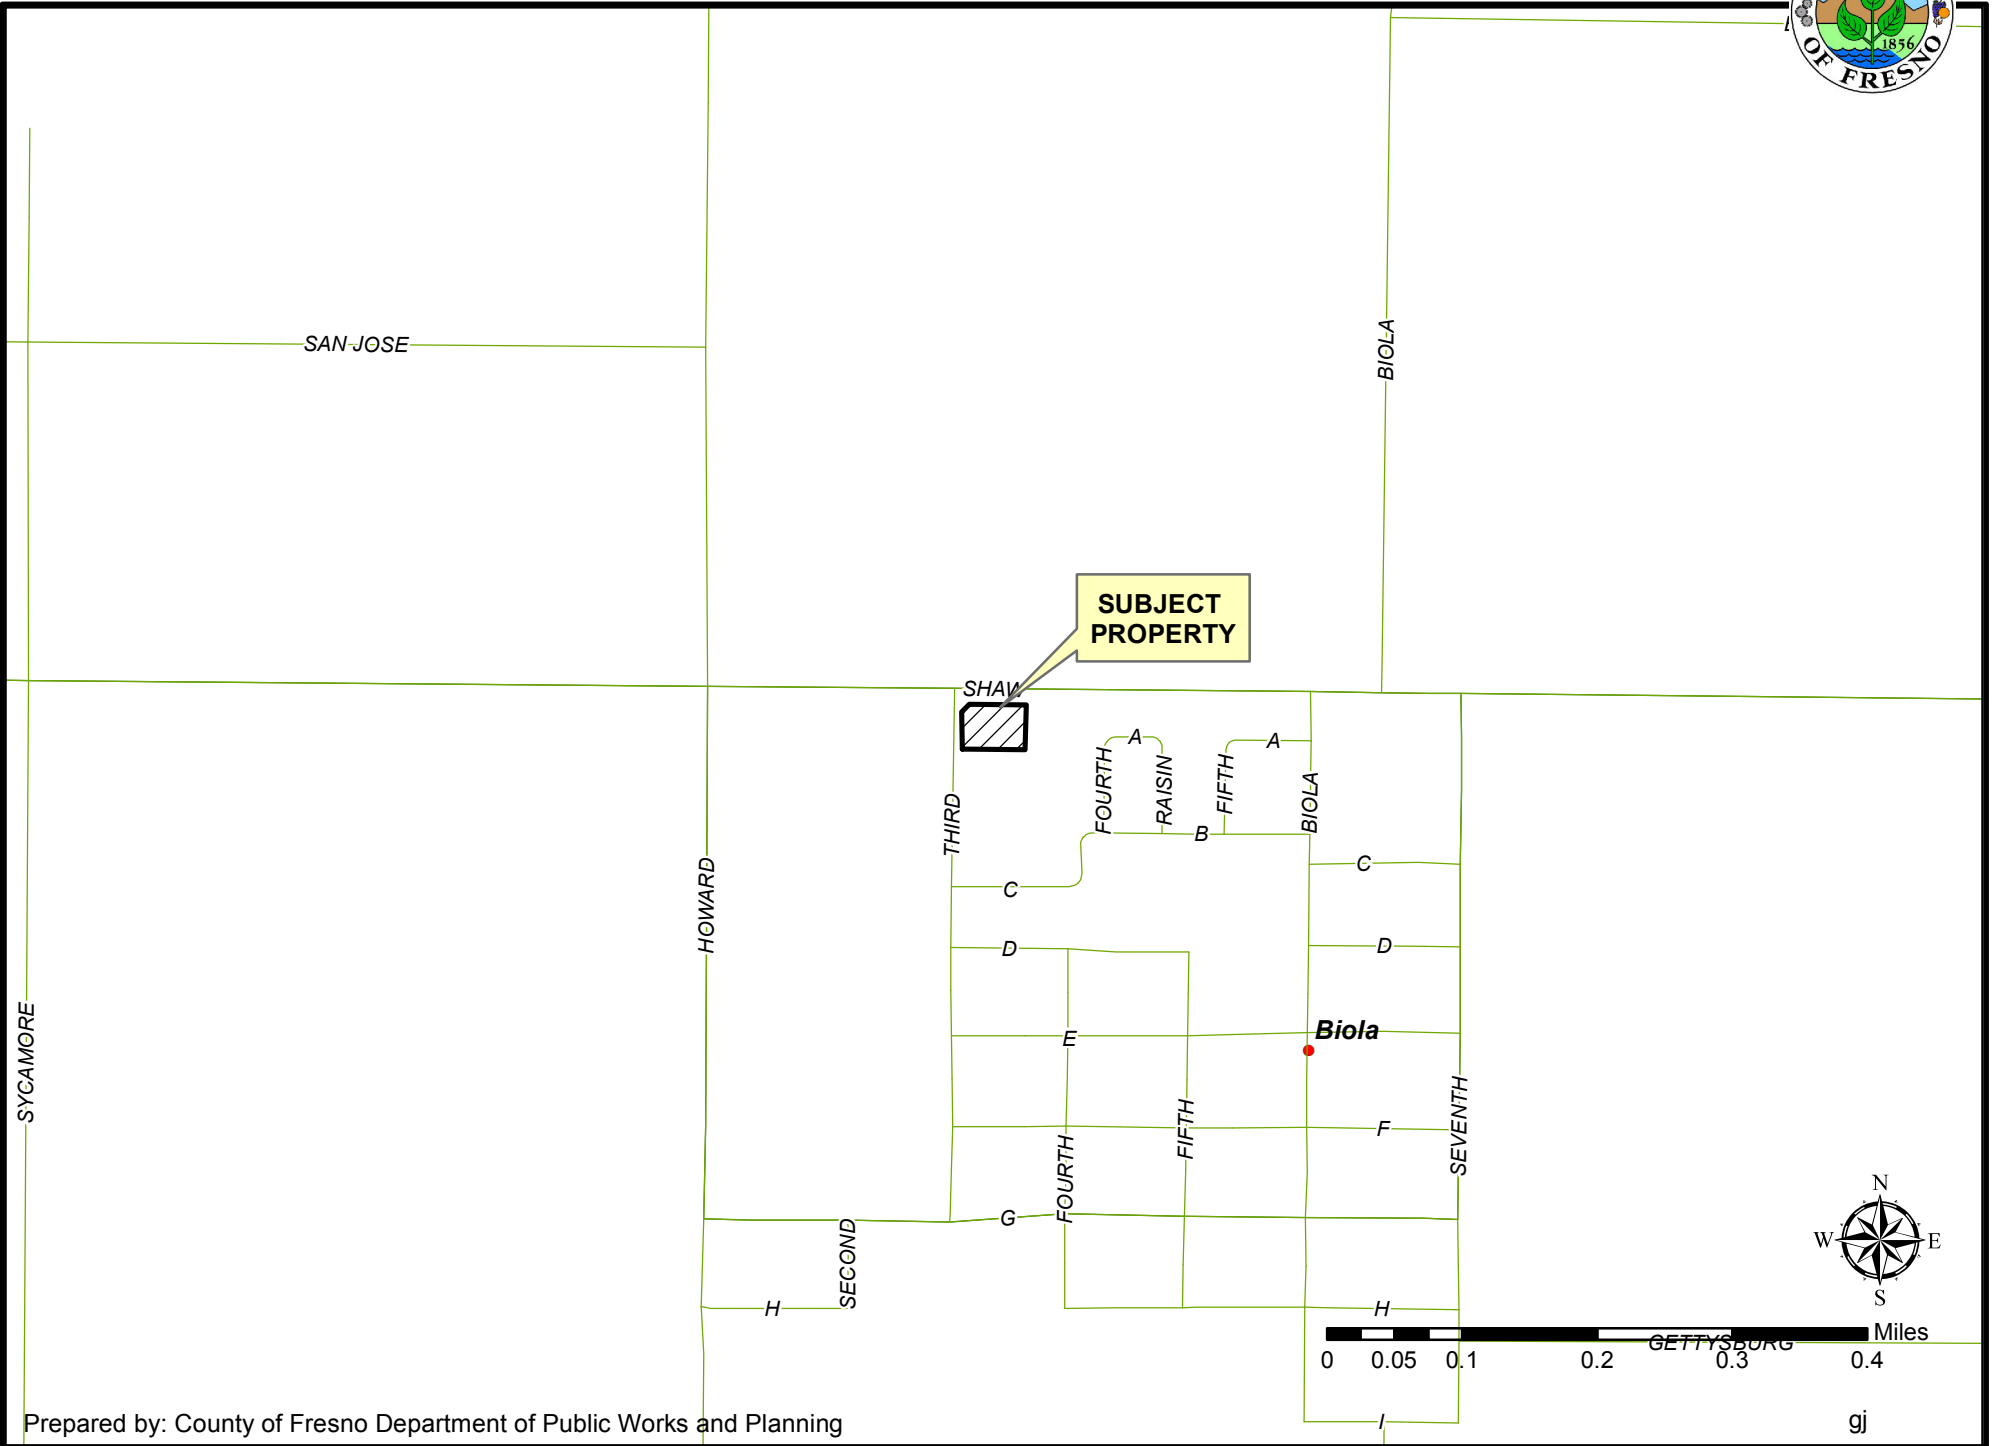 1856
OF FRESNO
SAN JOSE
BIOLA
SUBJECT
PROPERTY
SHAW
A
A
FOURTH
RAISIN
FIFTH
BIOLA
THIRD
B
HOWARD
C
C
D
D
SYCAMORE
E
Biola
F
FIFTH
SEVENTH
FOURTH
G
SECOND
N
W
E
S
H
H
Miles
GETTYSBURG
0 0.05 0.1 0.2 0.3 0.4
I
Prepared by: County of Fresno Department of Public Works and Planning
gj